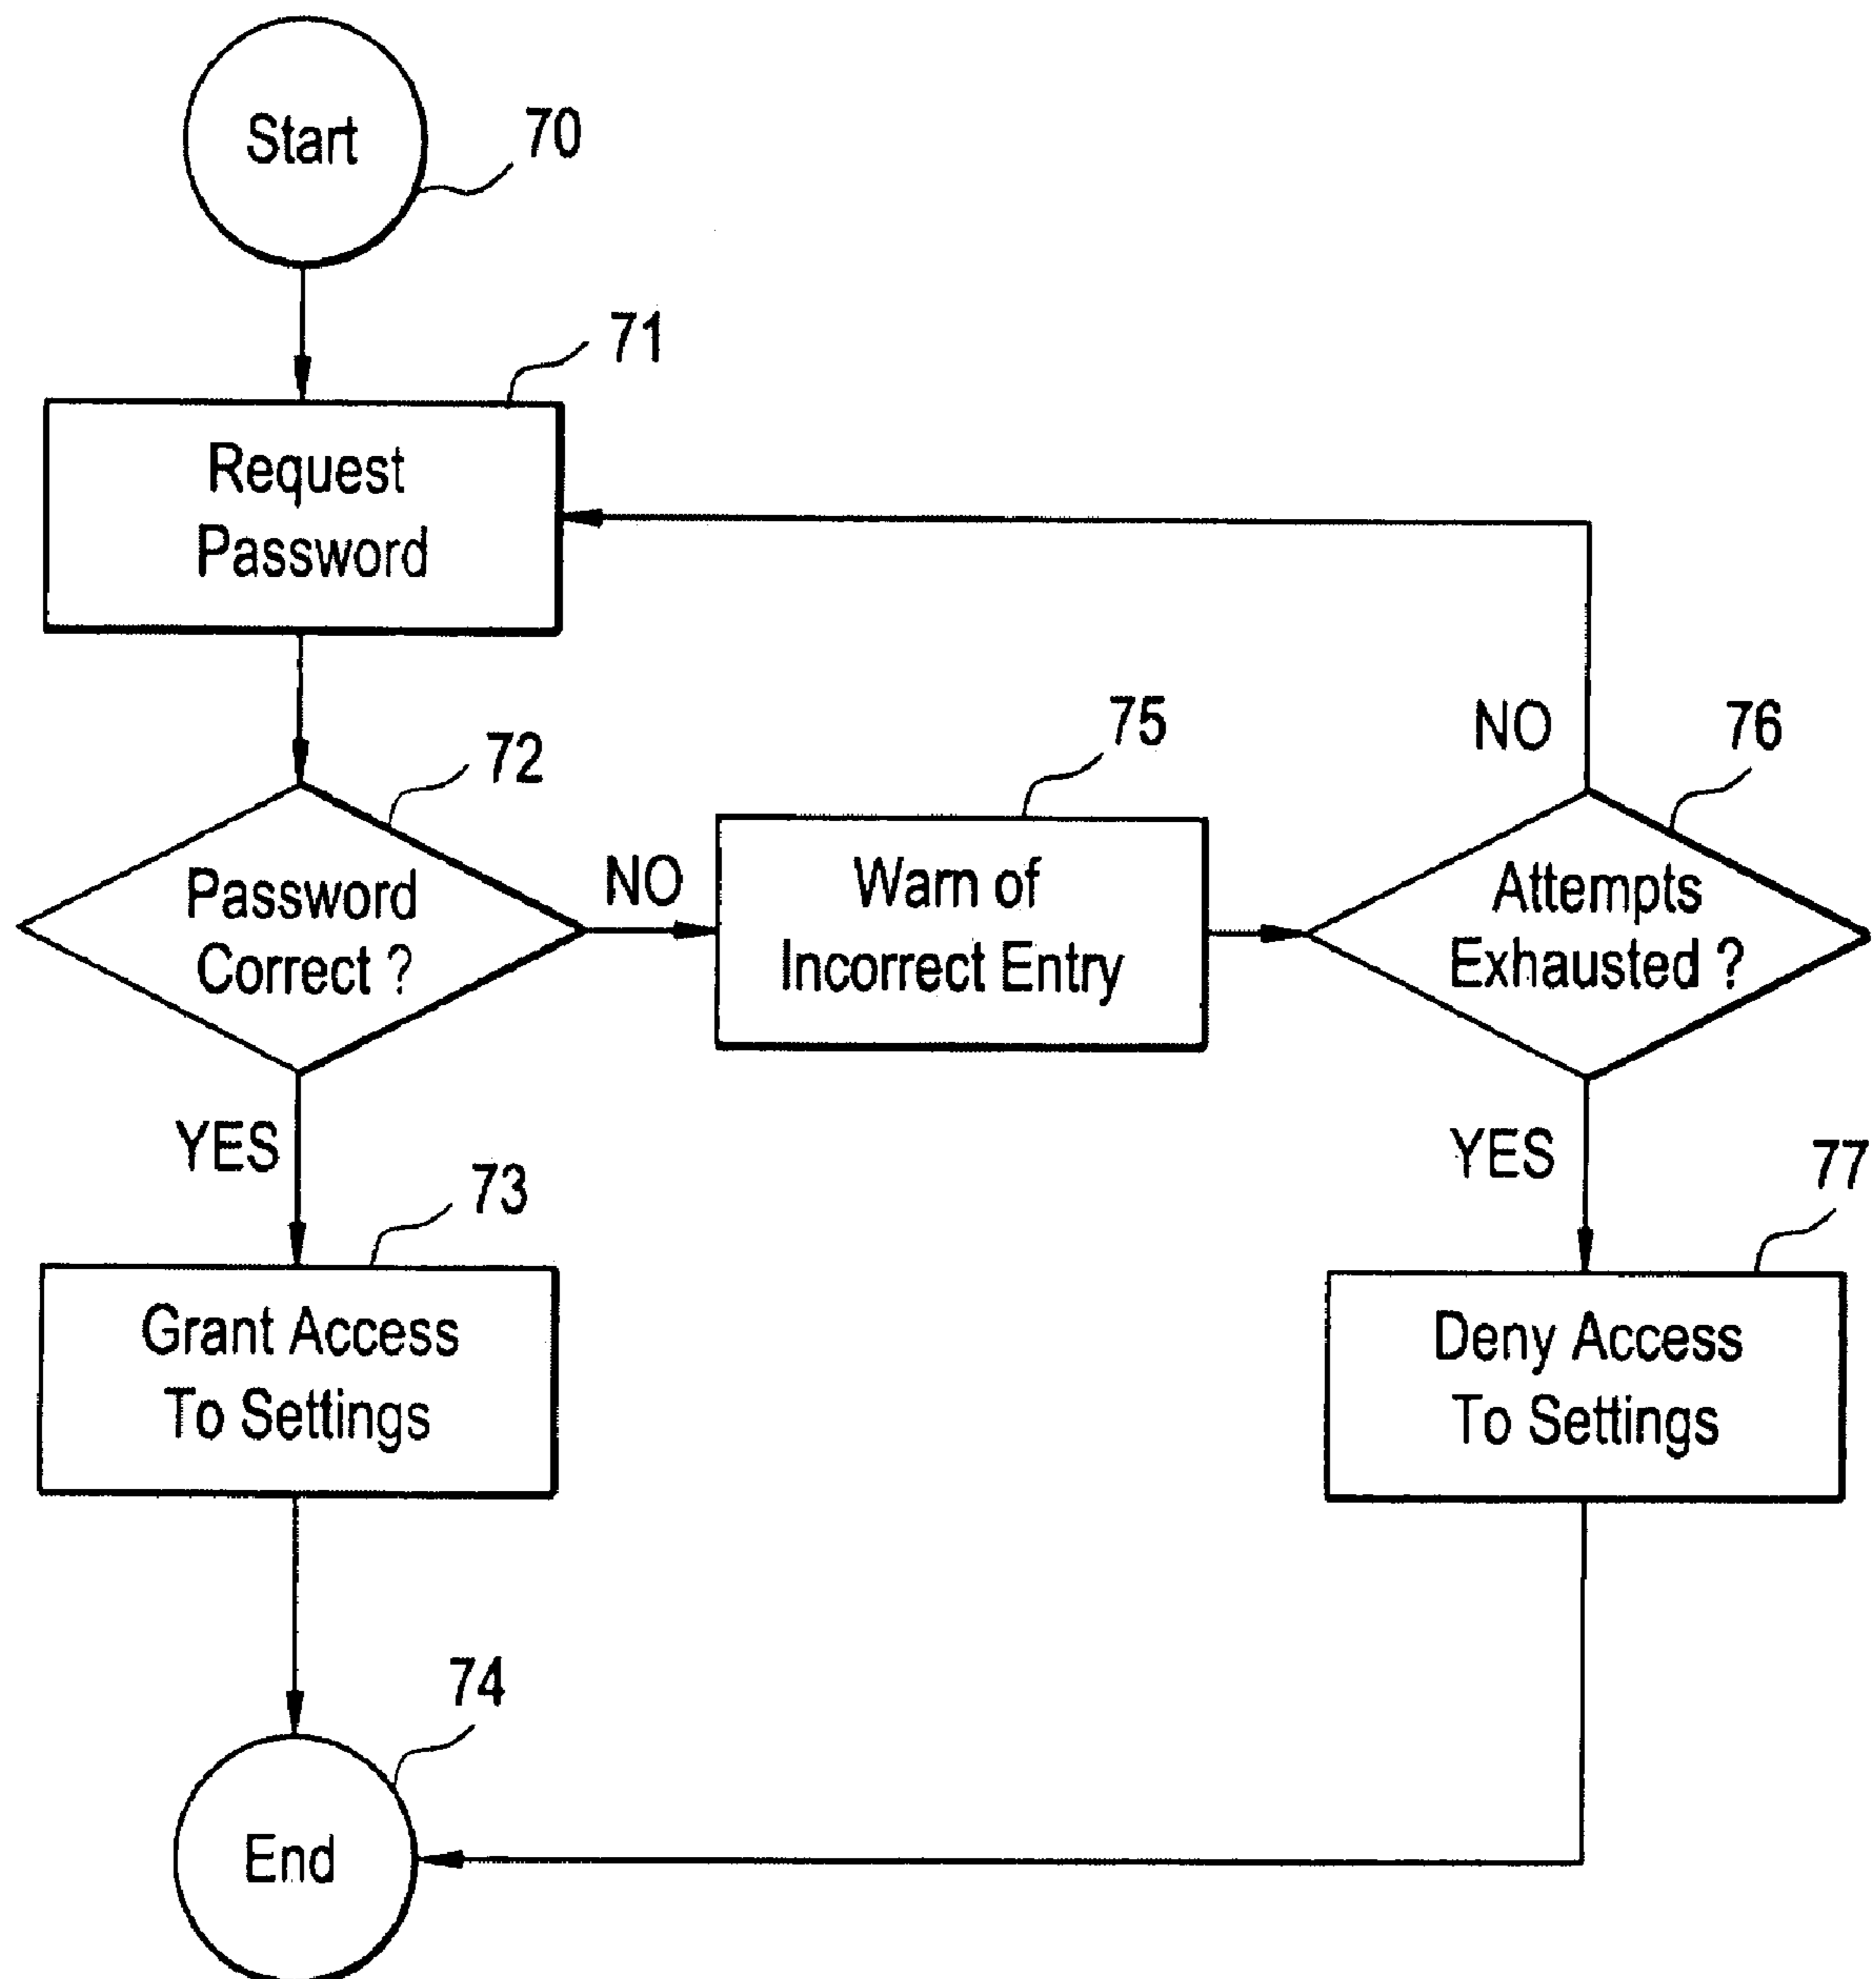 Start
70
71
Request
Password
72
75
NO
76
Password
Correct ?
NO
Warn of
Incorrect Entry
Attempts
Exhausted ?
YES
73
YES
77
Grant Access
To Settings
Deny Access
To Settings
74
End